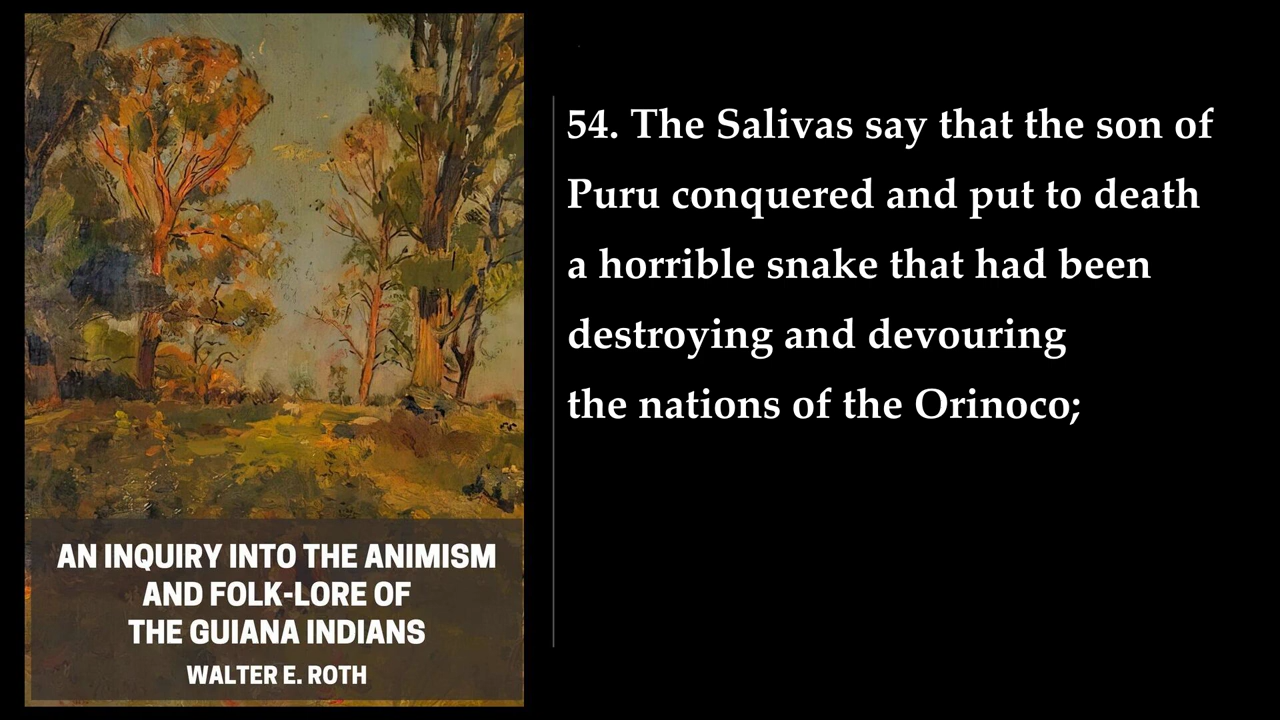 54. The Salivas say that the son of
Puru conquered and put to death
a horrible snake that had been
destroying and devouring
the nations of the Orinoco;
AN INQUIRY INTO THE ANIMISM
AND FOLK-LORE OF
THE GUIANA INDIANS
WALTER E. ROTH